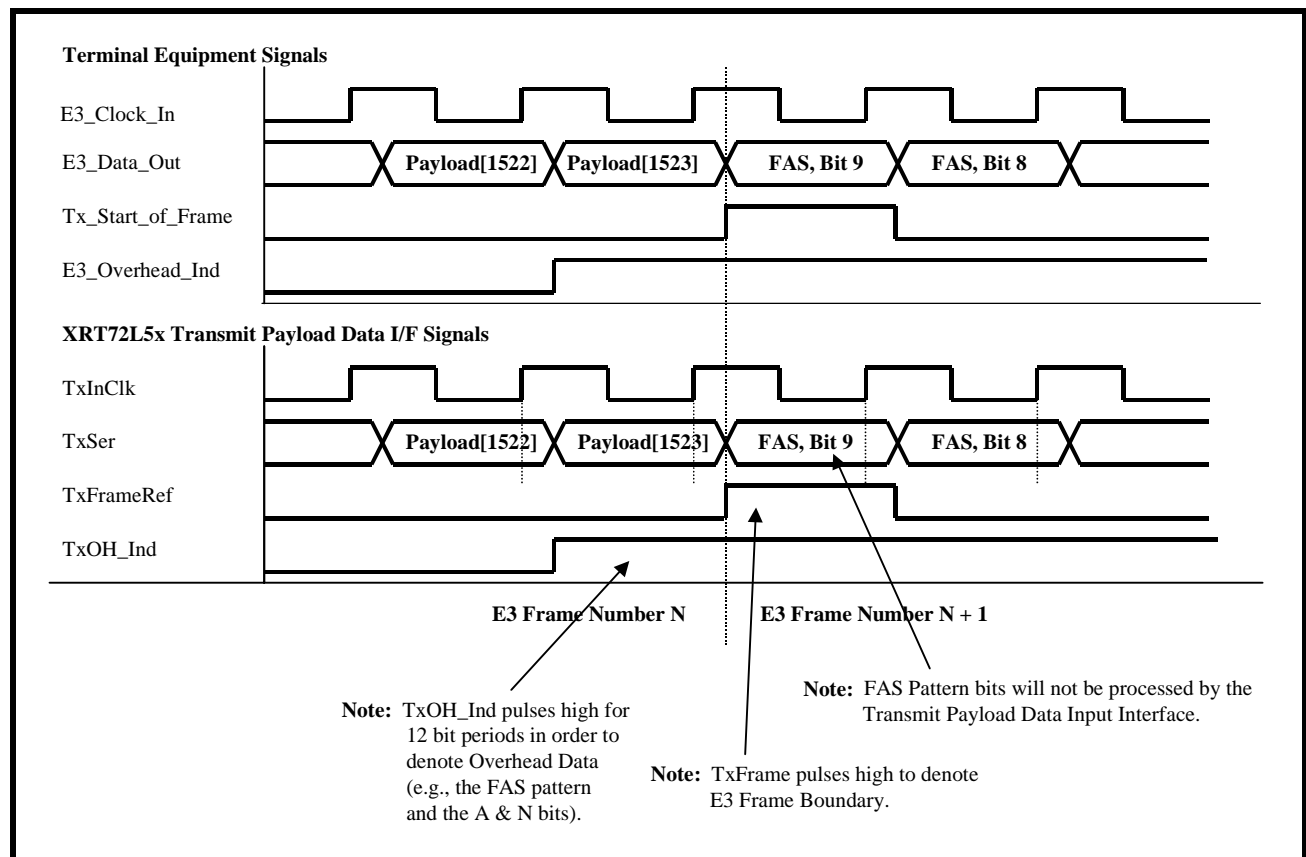 Terminal Equipment Signals
E3_Clock_In
E3_Data_Out
Payload[1522]
Payload[1523]
FAS, Bit 9
FAS, Bit 8
Tx_Start_of_Frame
E3_Overhead_Ind
XRT72L5x Transmit Payload Data I/F Signals
TxInClk
TxSer
Payload[1522]
Payload[1523]
FAS, Bit 9
FAS, Bit 8
TxFrameRef
TxOH_Ind
E3 Frame Number N
E3 Frame Number N + 1
Note: FAS Pattern bits will not be processed by the
Transmit Payload Data Input Interface.
Note: TxOH_Ind pulses high for
12 bit periods in order to
denote Overhead Data
(e.g., the FAS pattern
and the A & N bits).
Note: TxFrame pulses high to denote
E3 Frame Boundary.